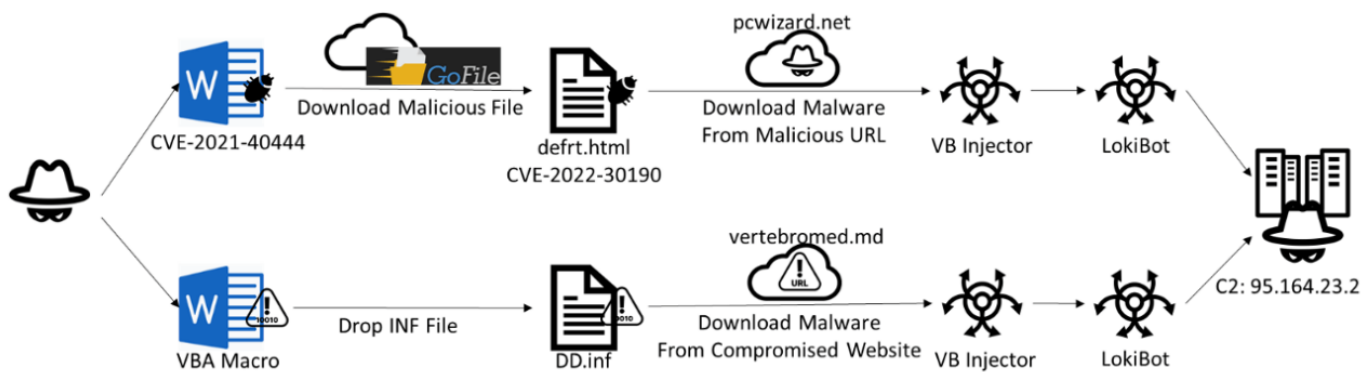 pcwizard.net
GoFile
Download Malicious File
Download Malware
From Malicious URL
CVE-2021-40444
defrt.html
CVE-2022-30190
VB Injector
LokiBot
vertebromed.md
URL
C2: 95.164.23.2
Drop INF File
Download Malware
From Compromised Website
VBA Macro
DD.inf
VB Injector
LokiBot